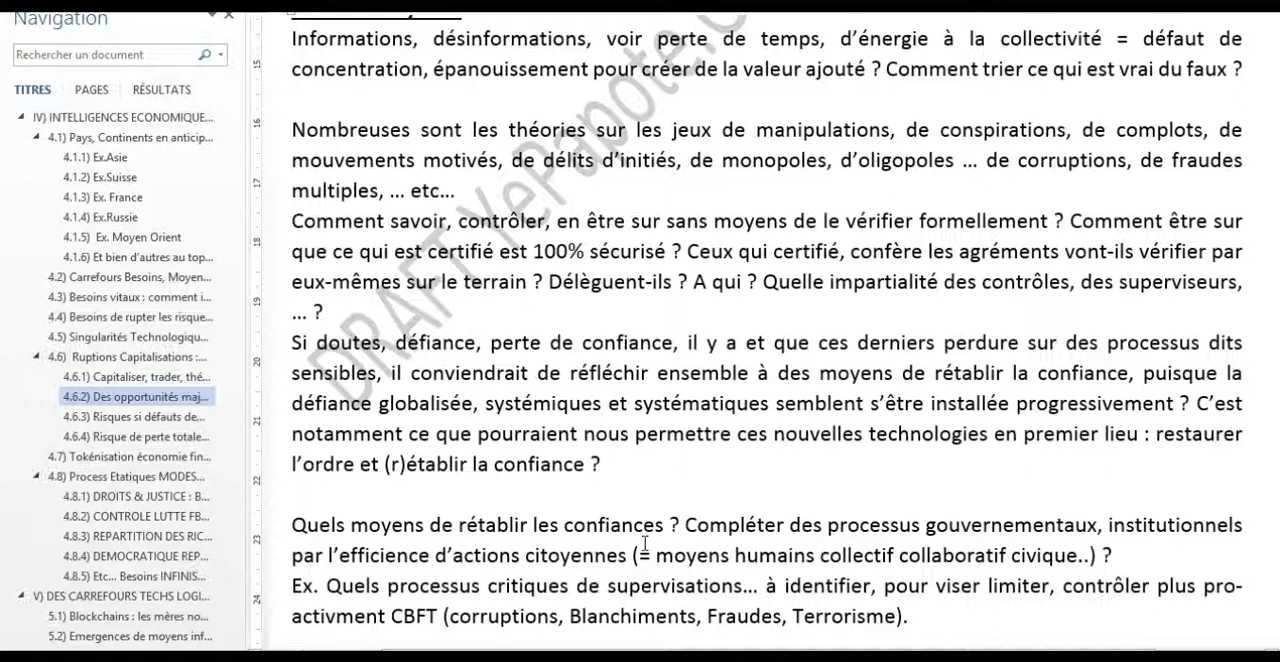 Navigation
Rechercher un document
TITRES PAGES RÉSULTATS
IV) INTELLIGENCES ECONOMIQUE...
4.1) Pays, Continents en anticip...
4.1.1) Ex.Asie
4.1.2) Ex.Suisse
4.1.3) Ex. France
4.1.4) Ex.Russie
4.1.5) Ex. Moyen Orient
4.1.6) Et bien d'autres au top...
4.2) Carrefours Besoins, Moyen...
4.3) Besoins vitaux : comment i...
4.4) Besoins de rupter les risque...
4.5) Singularités Technologiqu...
4.6) Ruptions Capitalisations :...
4.6.1) Capitaliser, trader, thé...
4.6.2) Des opportunités maj...
4.6.3) Risques si défauts de...
4.6.4) Risque de perte totale...
4.7) Tokénisation économie fin...
4.8) Process Etatiques MODES...
4.8.1) DROITS & JUSTICE : B...
4.8.2) CONTROLE LUTTE FB...
4.8.3) REPARTITION DES RIC...
4.8.4) DEMOCRATIQUE REP...
4.8.5) Etc... Besoins INFINIS...
V) DES CARREFOURS TECHS LOGI...
5.1) Blockchains : les mères no...
5.2) Emergences de moyens inf...
15
16
17
18
19
20
21
22
23
24
Informations, désinformations, voir perte de temps, d'énergie à la collectivité = défaut de
concentration, épanouissement pour créer de la valeur ajouté ? Comment trier ce qui est vrai du faux ?
Nombreuses sont les théories sur les jeux de manipulations, de conspirations, de complots, de
mouvements motivés, de délits d'initiés, de monopoles, d'oligopoles ... de corruptions, de fraudes
multiples, ... etc...
Comment savoir, contrôler, en être sur sans moyens de le vérifier formellement ? Comment être sur
que ce qui est certifié est 100% sécurisé ? Ceux qui certifié, confère les agréments vont-ils vérifier par
eux-mêmes sur le terrain ? Délèguent-ils ? A qui ? Quelle impartialité des contrôles, des superviseurs,
... ?
Si doutes, défiance, perte de confiance, il y a et que ces derniers perdure sur des processus dits
sensibles, il conviendrait de réfléchir ensemble à des moyens de rétablir la confiance, puisque la
défiance globalisée, systémiques et systématiques semblent s'être installée progressivement ? C'est
notamment ce que pourraient nous permettre ces nouvelles technologies en premier lieu : restaurer
l'ordre et (r)établir la confiance ?
Quels moyens de rétablir les confiances ? Compléter des processus gouvernementaux, institutionnels
par l'efficience d'actions citoyennes (= moyens humains collectif collaboratif civique..) ?
Ex. Quels processus critiques de supervisations... à identifier, pour viser limiter, contrôler plus pro-
activment CBFT (corruptions, Blanchiments, Fraudes, Terrorisme).
DRAFT YePapote.